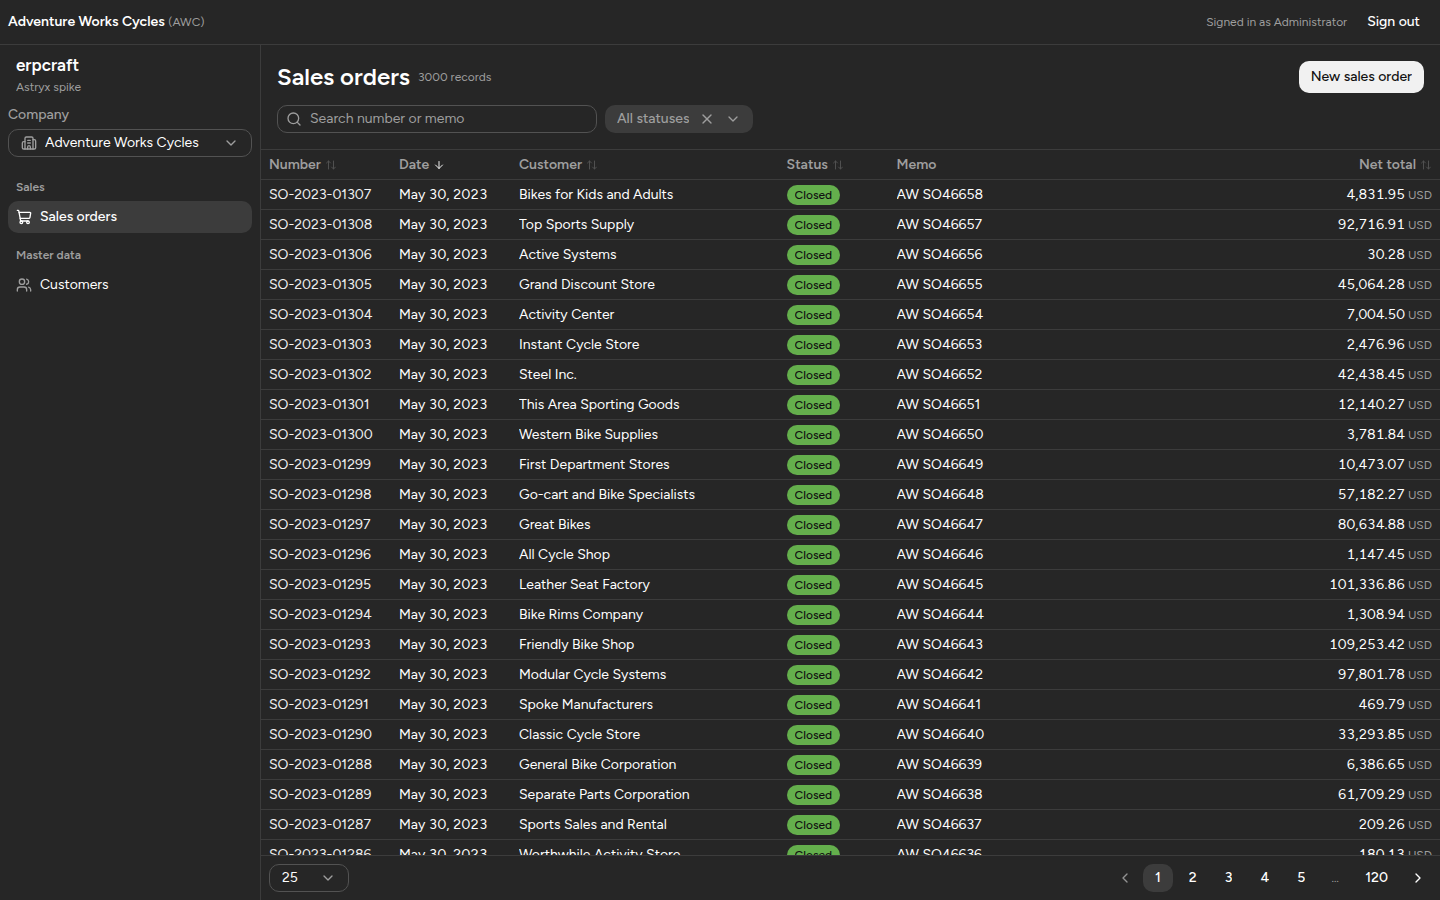 Adventure Works Cycles (AWC)
Signed in as Administrator Sign out
erpcraft
Astryx spike
Company
Adventure Works Cycles
Sales
Sales orders
Master data
Customers
Sales orders 3000 records
New sales order
Search number or memo
All statuses
Number Date Customer Status Memo Net total
SO-2023-01307 May 30, 2023 Bikes for Kids and Adults Closed AW SO46658 4,831.95 USD
SO-2023-01308 May 30, 2023 Top Sports Supply Closed AW SO46657 92,716.91 USD
SO-2023-01306 May 30, 2023 Active Systems Closed AW SO46656 30.28 USD
SO-2023-01305 May 30, 2023 Grand Discount Store Closed AW SO46655 45,064.28 USD
SO-2023-01304 May 30, 2023 Activity Center Closed AW SO46654 7,004.50 USD
SO-2023-01303 May 30, 2023 Instant Cycle Store Closed AW SO46653 2,476.96 USD
SO-2023-01302 May 30, 2023 Steel Inc. Closed AW SO46652 42,438.45 USD
SO-2023-01301 May 30, 2023 This Area Sporting Goods Closed AW SO46651 12,140.27 USD
SO-2023-01300 May 30, 2023 Western Bike Supplies Closed AW SO46650 3,781.84 USD
SO-2023-01299 May 30, 2023 First Department Stores Closed AW SO46649 10,473.07 USD
SO-2023-01298 May 30, 2023 Go-cart and Bike Specialists Closed AW SO46648 57,182.27 USD
SO-2023-01297 May 30, 2023 Great Bikes Closed AW SO46647 80,634.88 USD
SO-2023-01296 May 30, 2023 All Cycle Shop Closed AW SO46646 1,147.45 USD
SO-2023-01295 May 30, 2023 Leather Seat Factory Closed AW SO46645 101,336.86 USD
SO-2023-01294 May 30, 2023 Bike Rims Company Closed AW SO46644 1,308.94 USD
SO-2023-01293 May 30, 2023 Friendly Bike Shop Closed AW SO46643 109,253.42 USD
SO-2023-01292 May 30, 2023 Modular Cycle Systems Closed AW SO46642 97,801.78 USD
SO-2023-01291 May 30, 2023 Spoke Manufacturers Closed AW SO46641 469.79 USD
SO-2023-01290 May 30, 2023 Classic Cycle Store Closed AW SO46640 33,293.85 USD
SO-2023-01288 May 30, 2023 General Bike Corporation Closed AW SO46639 6,386.65 USD
SO-2023-01289 May 30, 2023 Separate Parts Corporation Closed AW SO46638 61,709.29 USD
SO-2023-01287 May 30, 2023 Sports Sales and Rental Closed AW SO46637 209.26 USD
SO-2023-01286 May 30, 2023 Worthwhile Activity Store Closed AW SO46636 180.13 USD
25
1 2 3 4 5 ... 120